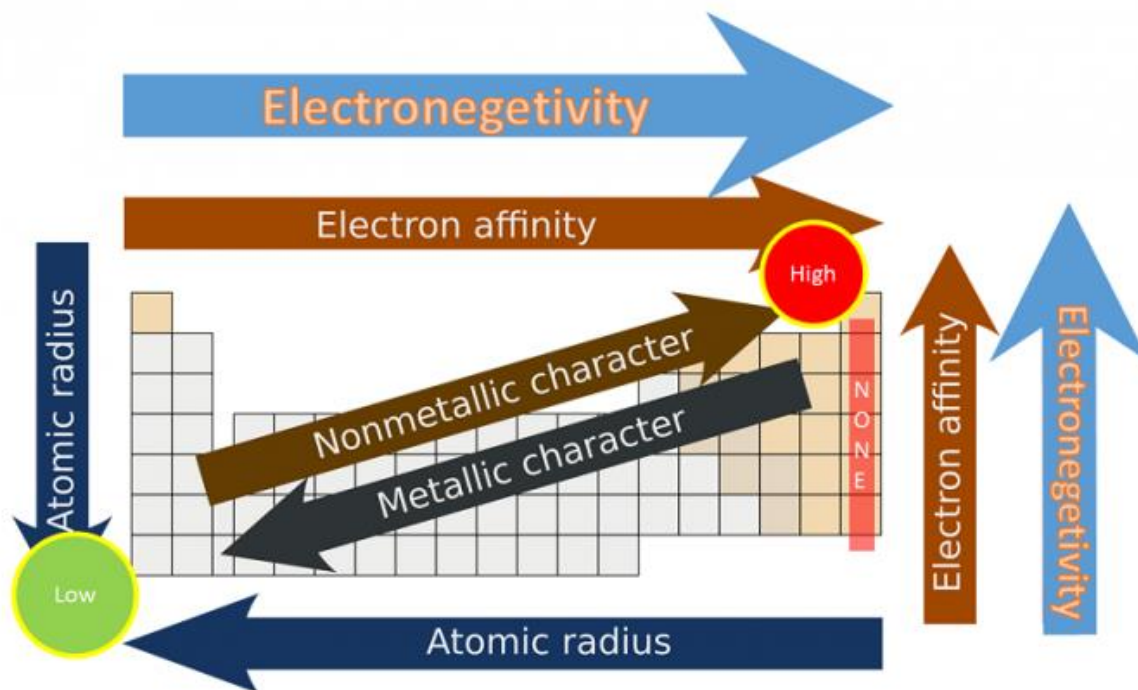 Electronegetivity
Electron affinity
High
Atomic radius
Nonmetallic character
Metallic character
NONE
Electron affinity
Electronegetivity
Low
Atomic radius